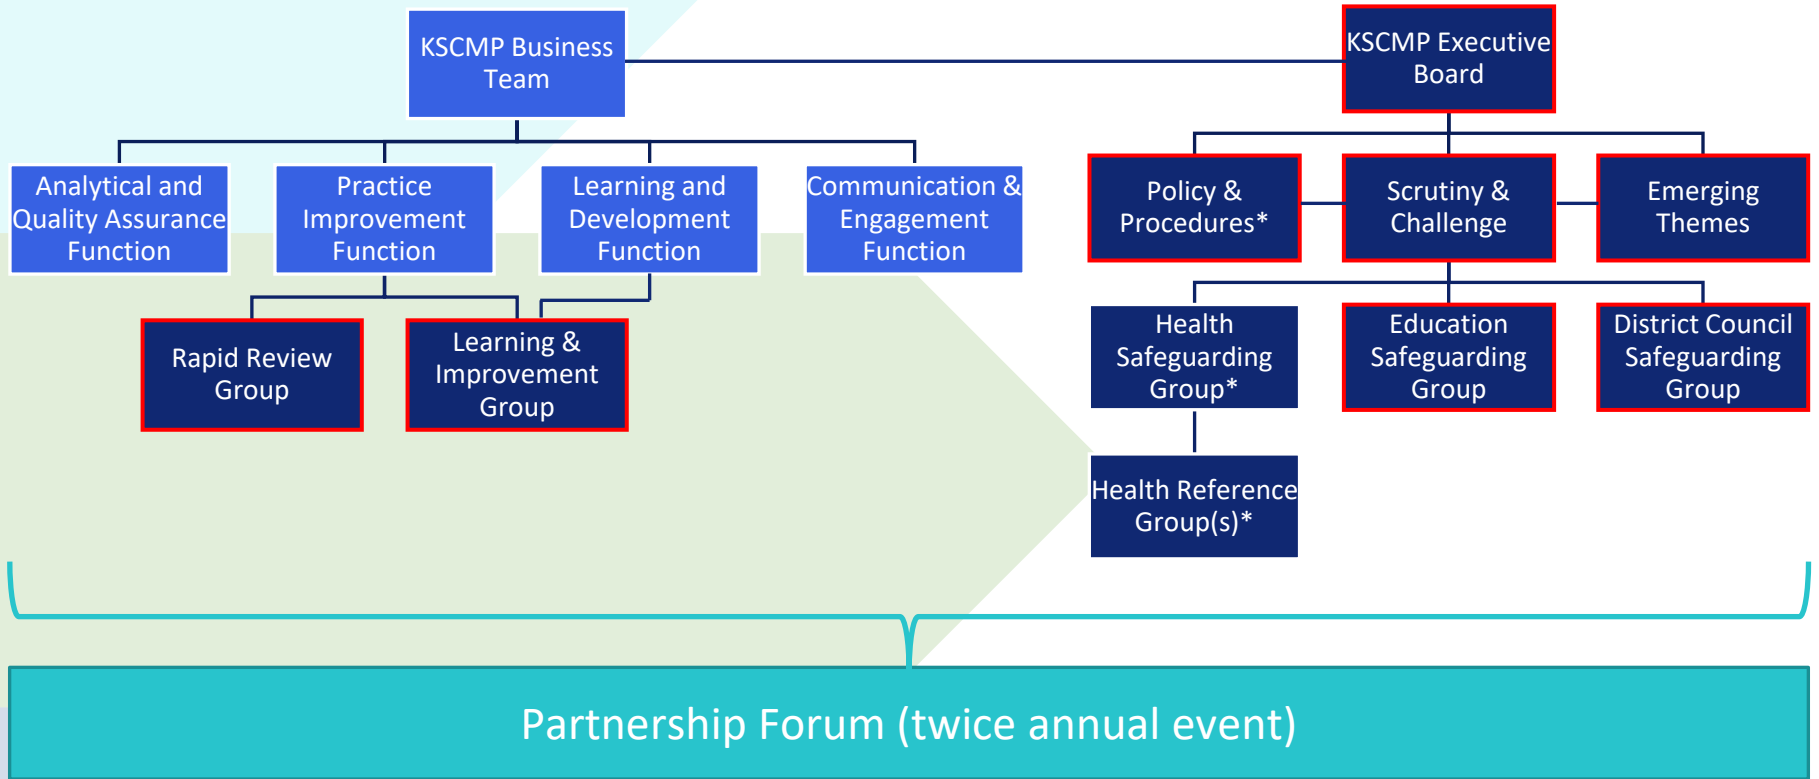 KSCMP Business
Team
KSCMP Executive
Board
Analytical and
Quality Assurance
Function
Practice
Improvement
Function
Learning and
Development
Function
Communication &
Engagement
Function
Policy &
Procedures*
Scrutiny &
Challenge
Emerging
Themes
Rapid Review
Group
Learning &
Improvement
Group
Health
Safeguarding
Group*
Education
Safeguarding
Group
District Council
Safeguarding
Group
Health Reference
Group(s)*
Partnership Forum (twice annual event)